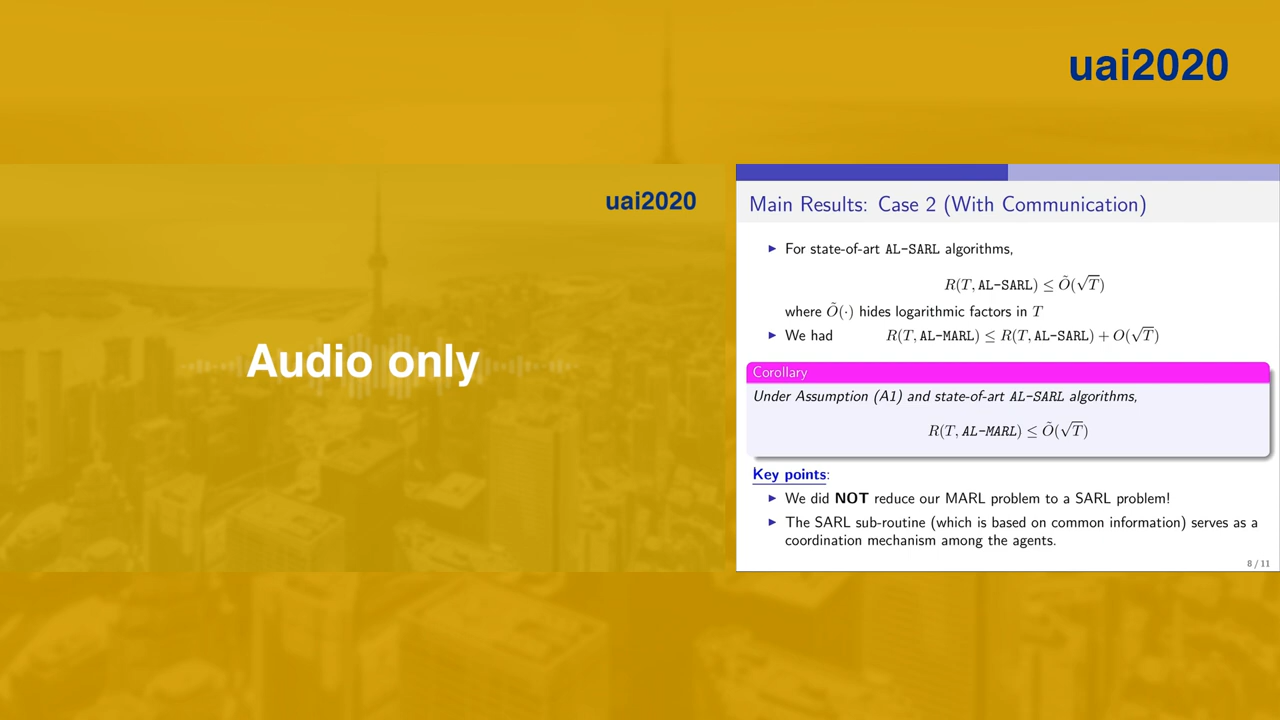 uai2020
uai2020
Audio only
Main Results: Case 2 (With Communication)
▶ For state-of-art AL-SARL algorithms,
R(T, AL-SARL) ≤ Õ(√T)
where Õ(·) hides logarithmic factors in T
▶ We had R(T, AL-MARL) ≤ R(T, AL-SARL) + O(√T)
Corollary
Under Assumption (A1) and state-of-art AL-SARL algorithms,
R(T, AL-MARL) ≤ Õ(√T)
Key points:
▶ We did NOT reduce our MARL problem to a SARL problem!
▶ The SARL sub-routine (which is based on common information) serves as a
coordination mechanism among the agents.
8 / 11